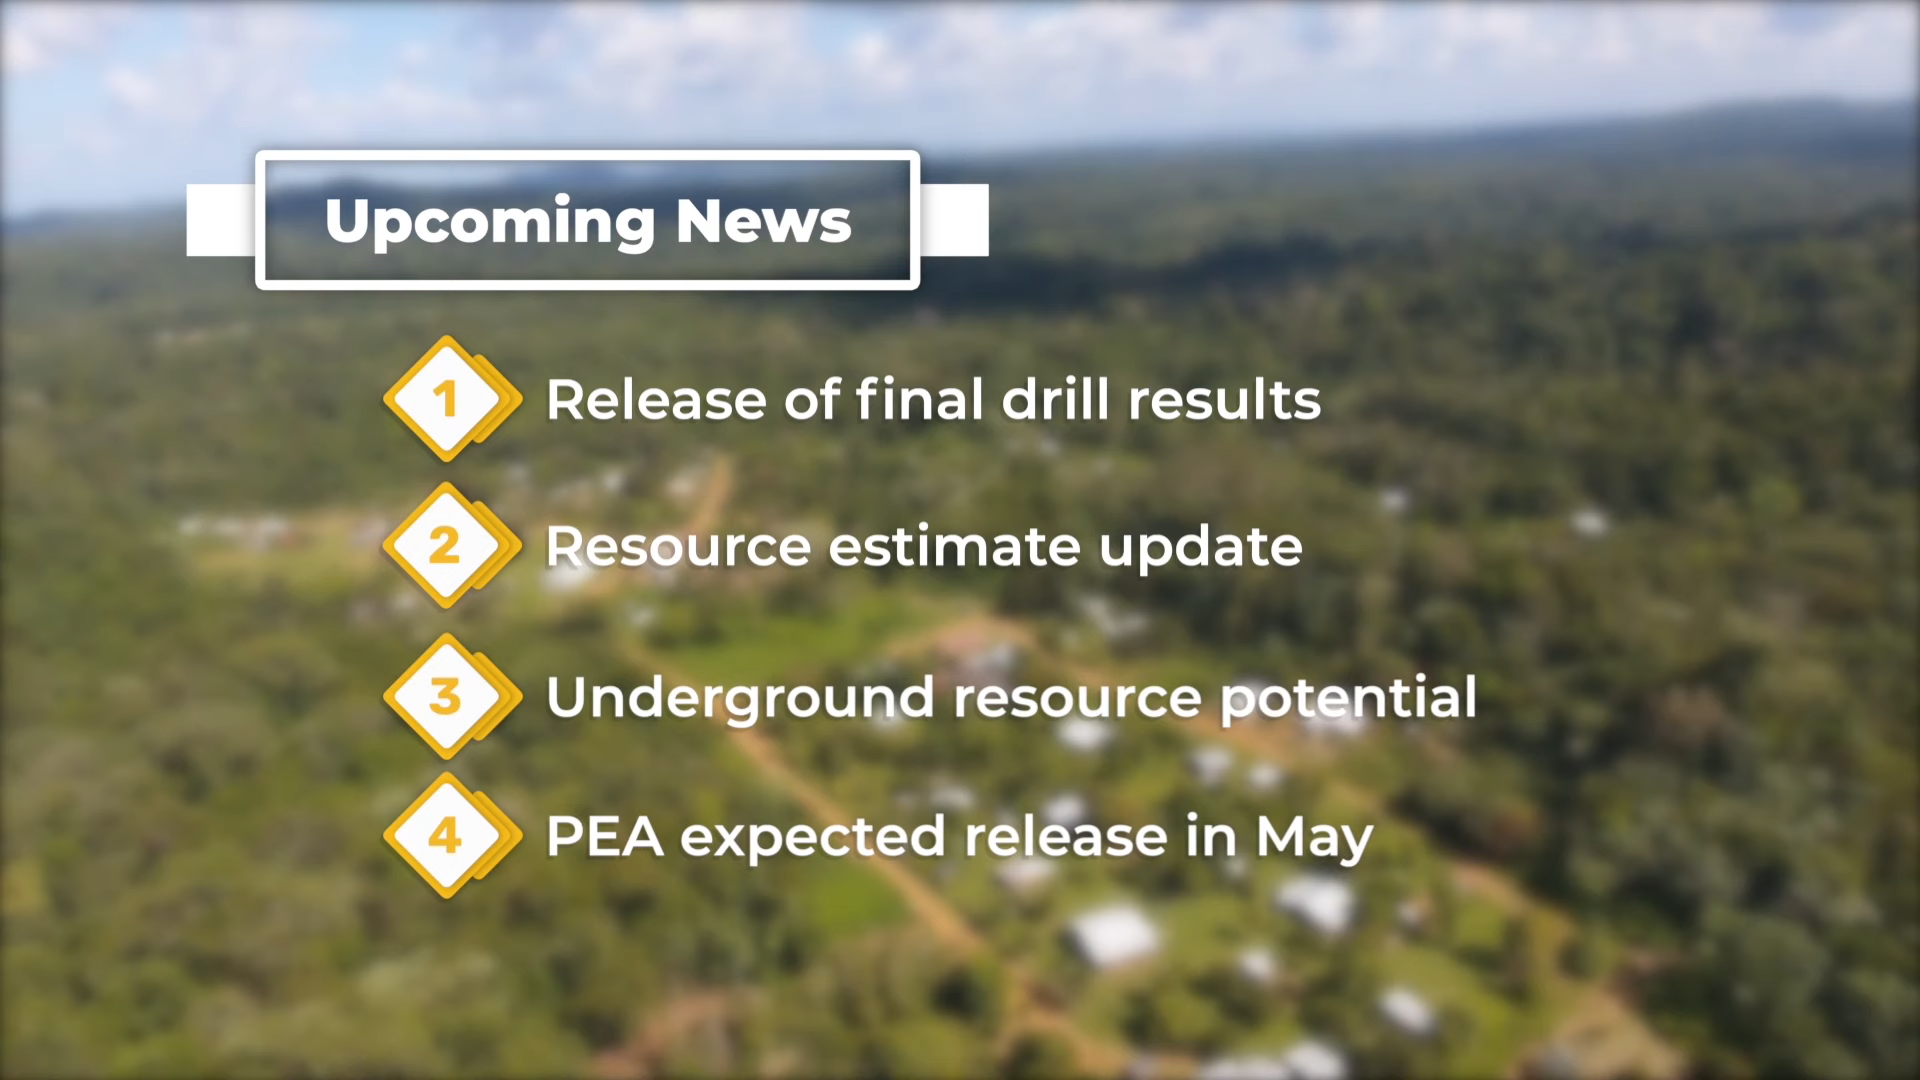 Upcoming News
1 Release of final drill results
2 Resource estimate update
3 Underground resource potential
4 PEA expected release in May